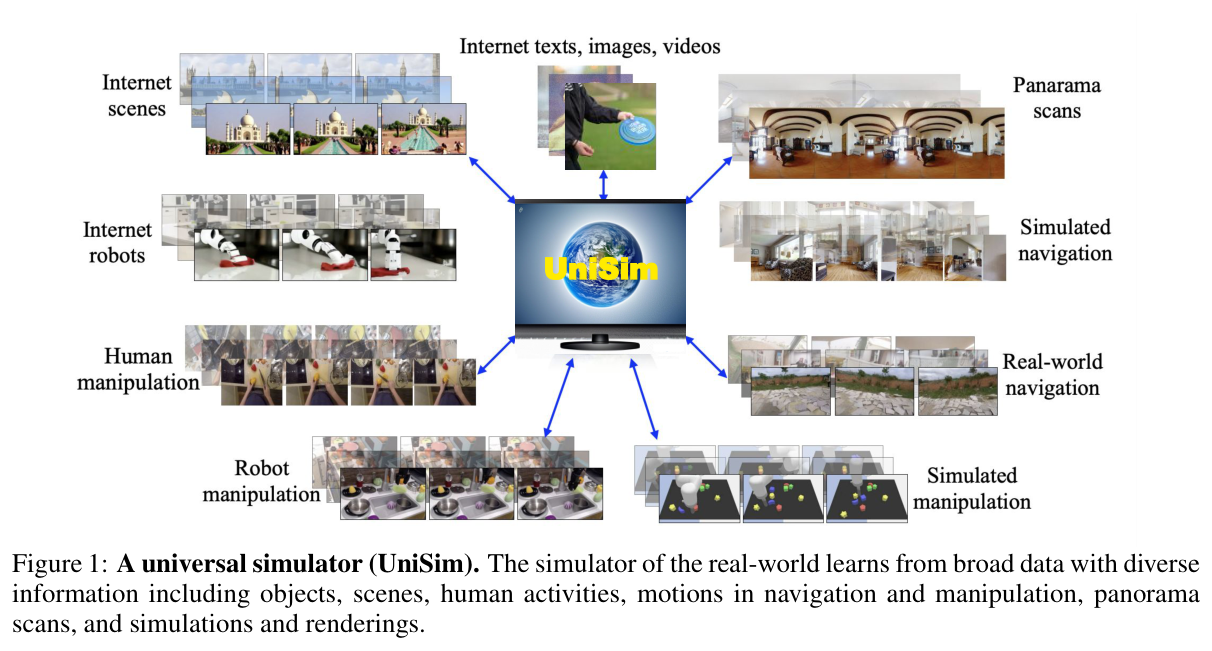 Internet texts, images, videos
Internet
scenes
Panarama
scans
Internet
robots
Simulated
navigation
UniSim
Human
manipulation
Real-world
navigation
Robot
manipulation
Simulated
manipulation
Figure 1: A universal simulator (UniSim). The simulator of the real-world learns from broad data with diverse
information including objects, scenes, human activities, motions in navigation and manipulation, panorama
scans, and simulations and renderings.